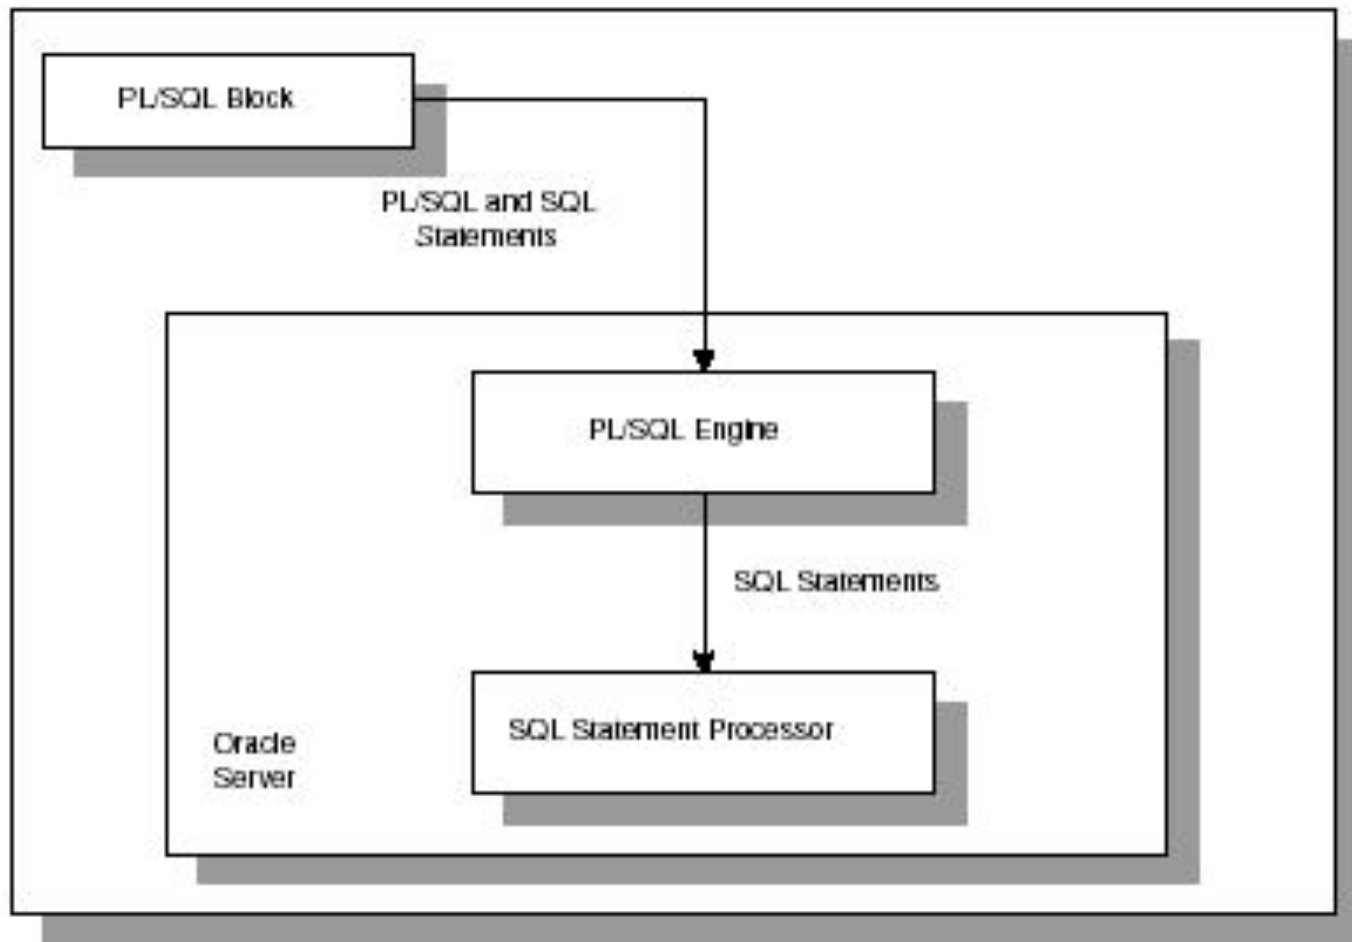 PL/SQL Block
PL/SQL and SQL
Statements
PL/SQL Engine
SQL Statements
SQL Statement Processor
Oracle
Server